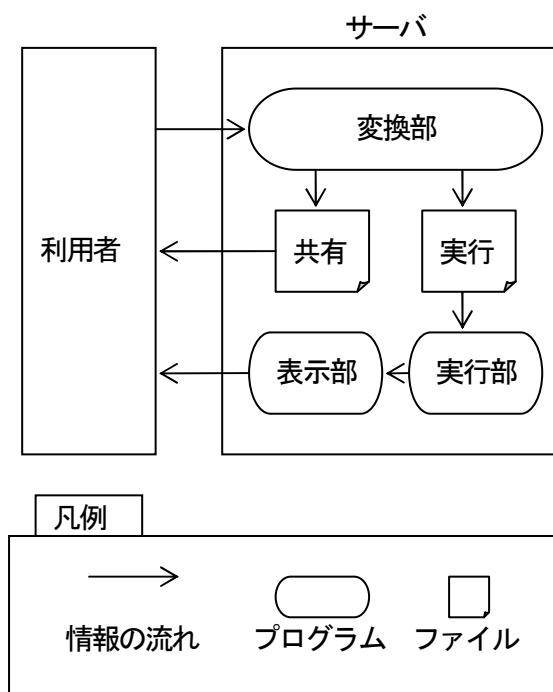 サーバ
変換部
利用者
共有
実行
表示部
実行部
凡例
情報の流れ
プログラム
ファイル